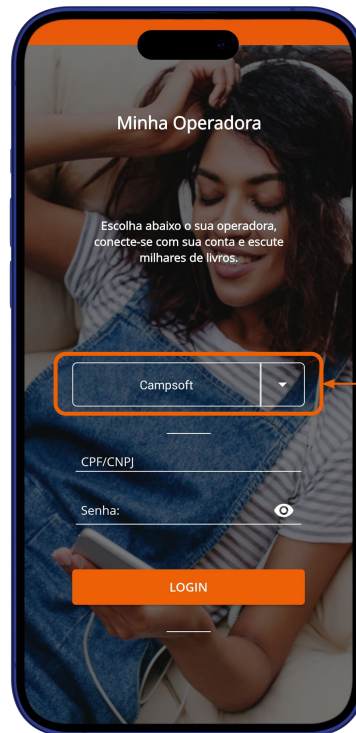 Minha Operadora
Escolha abaixo o sua operadora,
conecte-se com sua conta e escute
milhares de livros.
Campsoft
CPF/CNPJ
Senha:
LOGIN